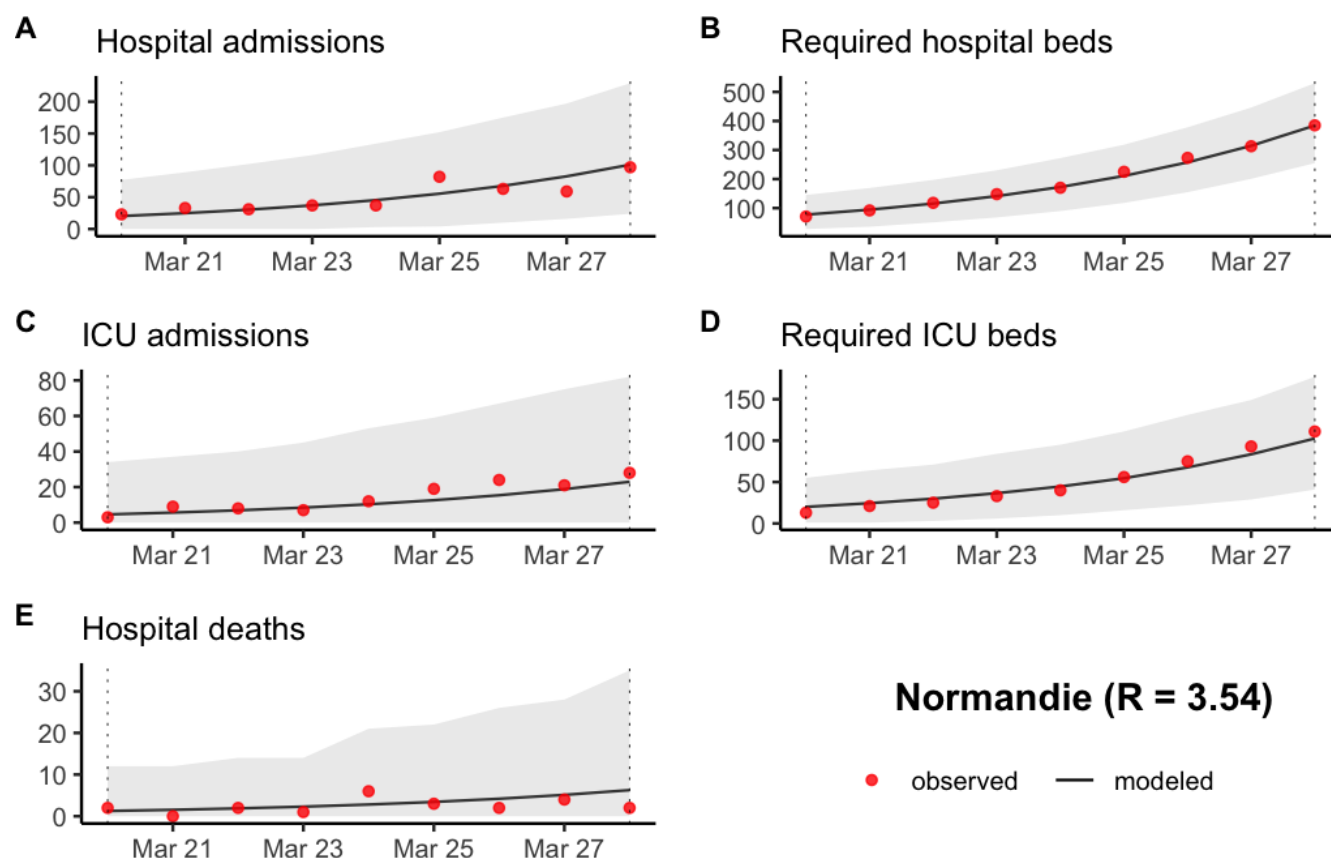 A
Hospital admissions
200
150
100
50
0
Mar 21 Mar 23 Mar 25 Mar 27
B
Required hospital beds
500
400
300
200
100
Mar 21 Mar 23 Mar 25 Mar 27
C
ICU admissions
80
60
40
20
0
Mar 21 Mar 23 Mar 25 Mar 27
D
Required ICU beds
150
100
50
0
Mar 21 Mar 23 Mar 25 Mar 27
E
Hospital deaths
30
20
10
0
Mar 21 Mar 23 Mar 25 Mar 27
Normandie (R = 3.54)
observed modeled